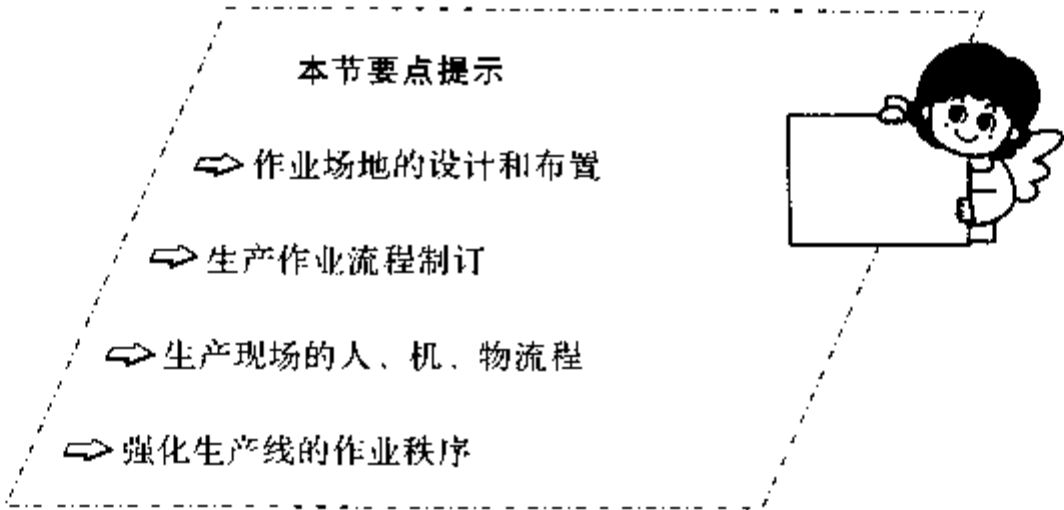 本节要点提示
作业场地的设计和布置
生产作业流程制订
生产现场的人、机、物流程
强化生产线的作业秩序